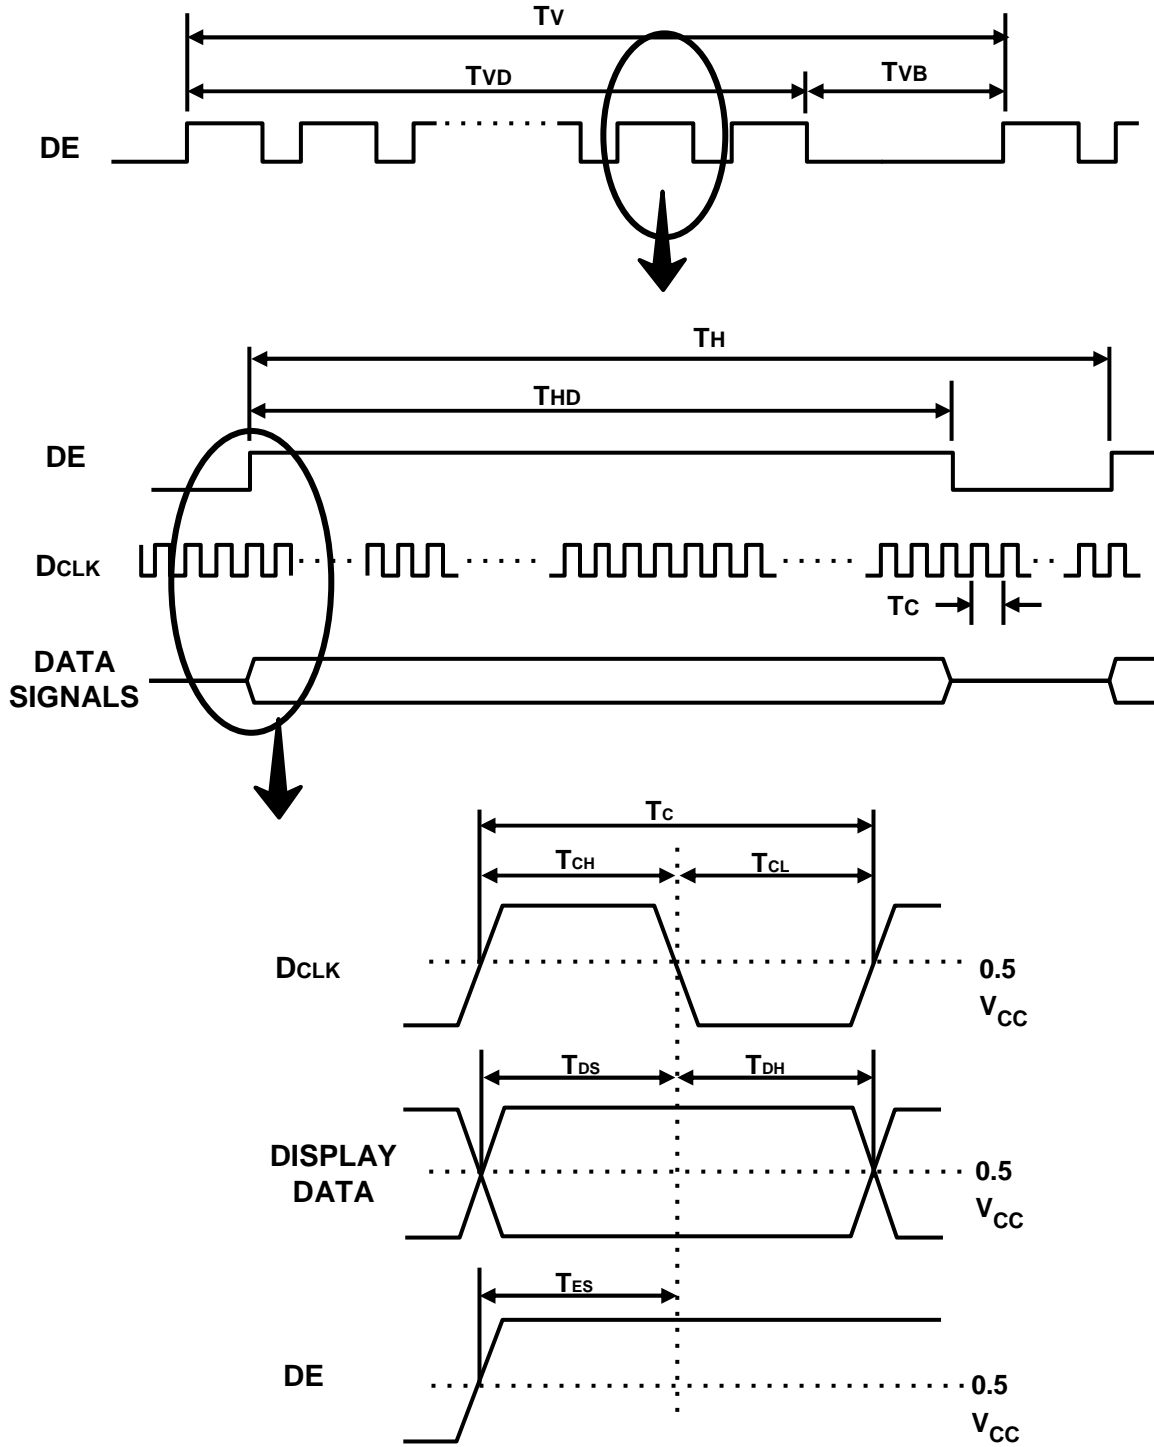 TV
TVD
TVB
DE
TH
THD
DE
DCLK
TC
DATA
SIGNALS
TC
TCH
TCL
DCLK
0.5
VCC
TDS
TDH
DISPLAY
DATA
0.5
VCC
TES
DE
0.5
VCC